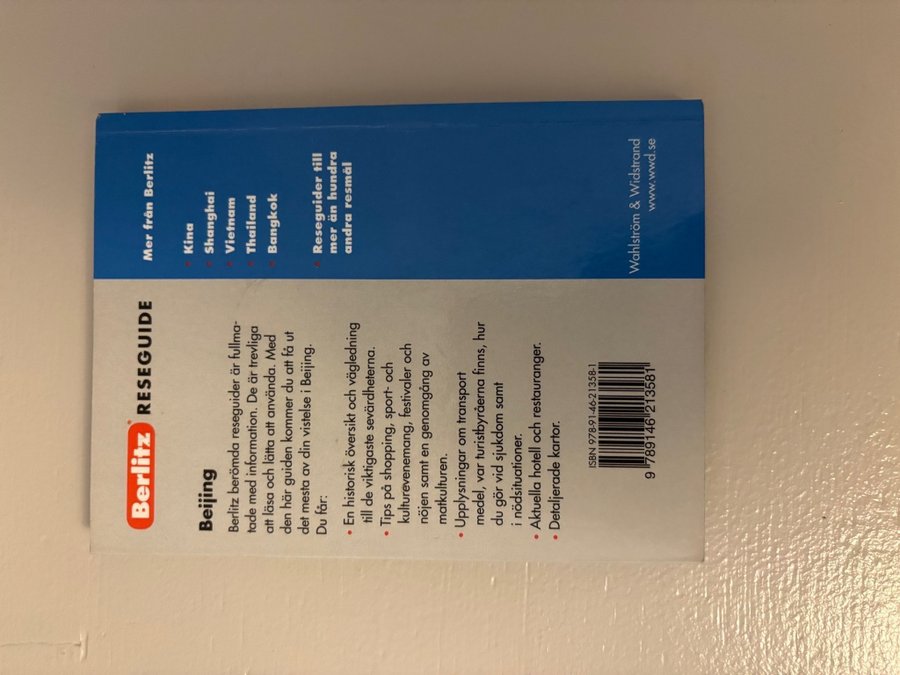 Berlitz® RESEGUIDE
Beijing
Berlitz berömda reseguider är fullma-
tade med information. De är trevliga
att läsa och lätta att använda. Med
den här guiden kommer du att få ut
det mesta av din vistelse i Beijing.
Du får:
• En historisk översikt och vägledning
till de viktigaste sevärdheterna.
• Tips på shopping, sport- och
kulturevenemang, festivaler och
nöjen samt en genomgång av
matkulturen.
• Upplysningar om transport
medel, var turistbyråerna finns, hur
du gör vid sjukdom samt
i nödsituationer.
• Aktuella hotell och restauranger.
• Detaljerade kartor.
ISBN 978-91-46-21358-1
9 789146 213581
Mer från Berlitz
• Kina
• Shanghai
• Vietnam
• Thailand
• Bangkok
• Reseguider till
mer än hundra
andra resmål
Wahlström & Widstrand
www.wwd.se